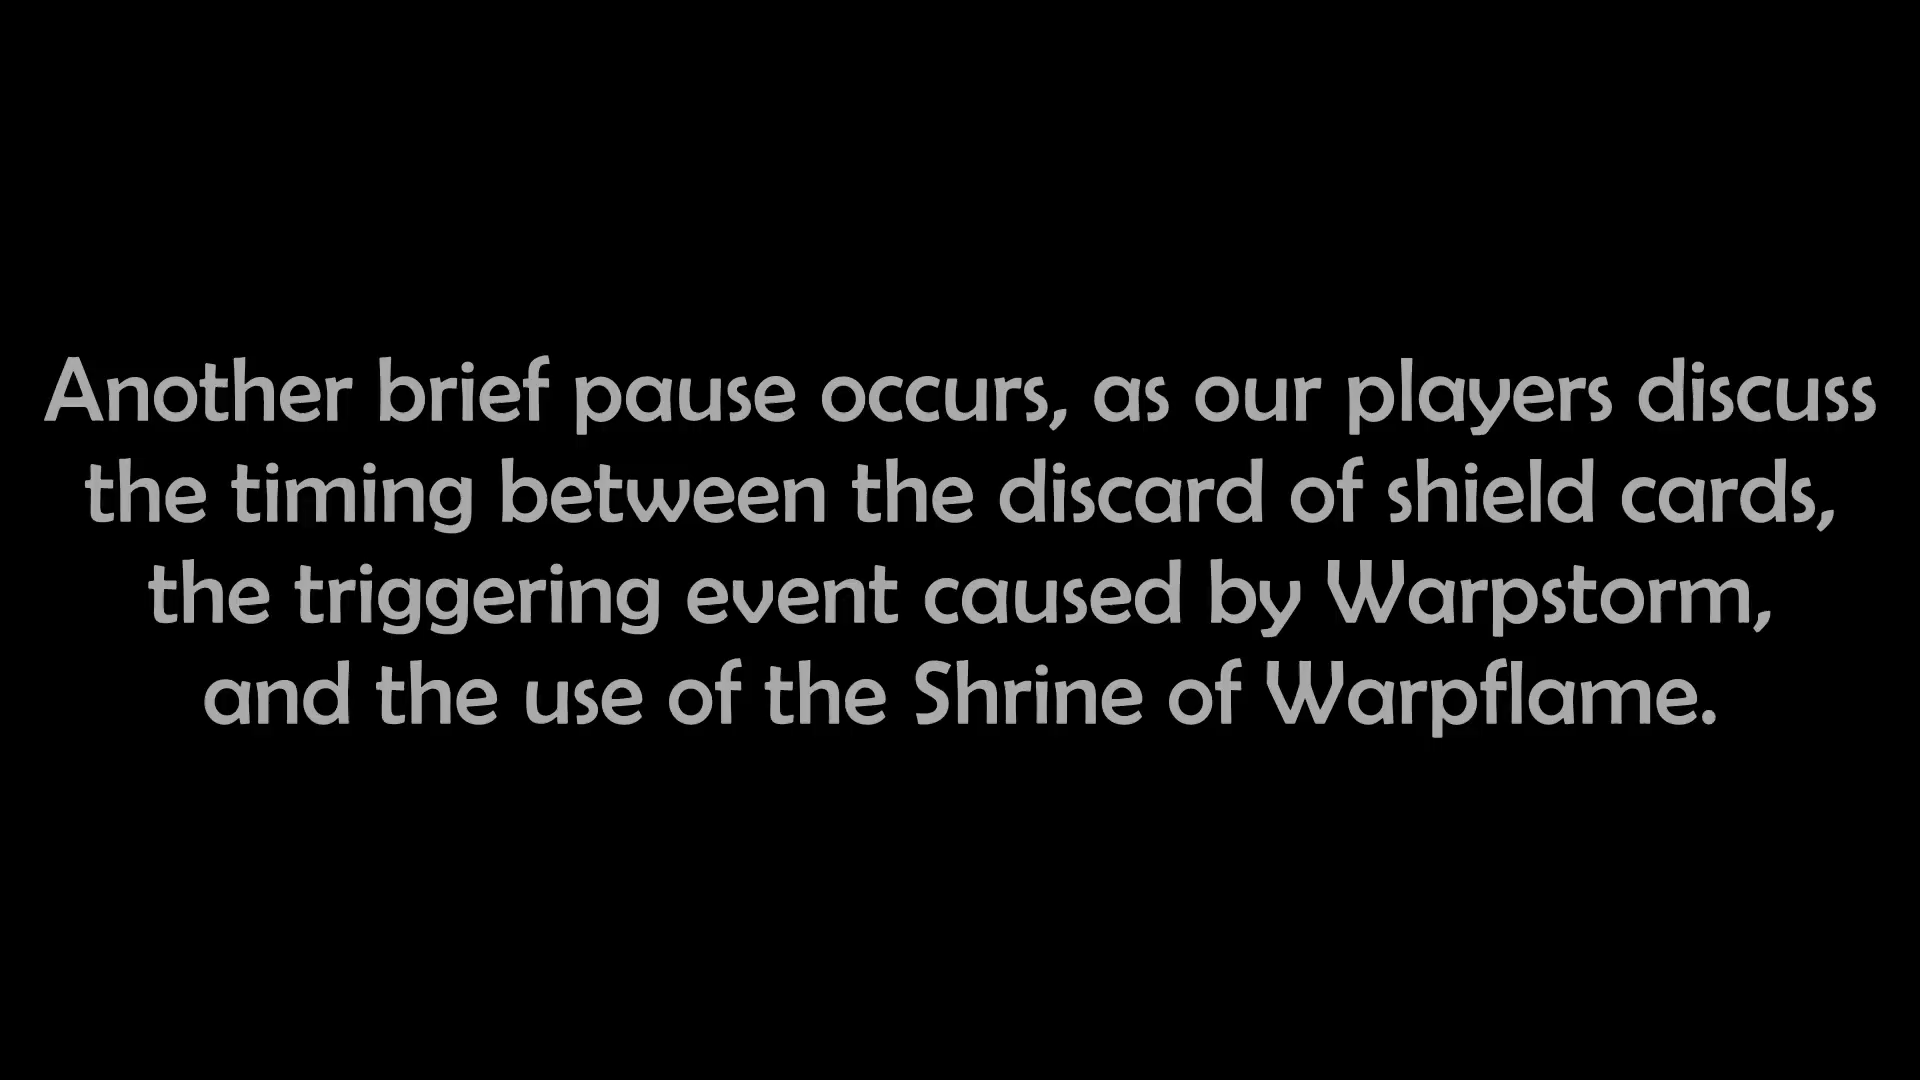 Another brief pause occurs, as our players discuss
the timing between the discard of shield cards,
the triggering event caused by Warpstorm,
and the use of the Shrine of Warpflame.